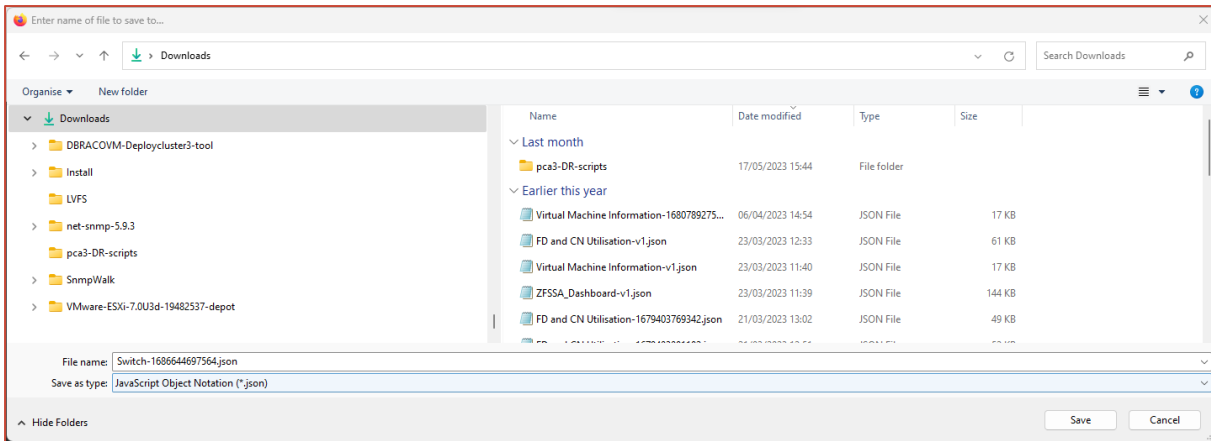 Enter name of file to save to...
Downloads
Search Downloads
Organise
New folder
Downloads
DBRACOVM-Deploycluster3-tool
Install
LVFS
net-snmp-5.9.3
pca3-DR-scripts
SnmpWalk
VMware-ESXi-7.0U3d-19482537-depot
Name Date modified Type Size
Last month
pca3-DR-scripts 17/05/2023 15:44 File folder
Earlier this year
Virtual Machine Information-1680789275... 06/04/2023 14:54 JSON File 17 KB
FD and CN Utilisation-v1.json 23/03/2023 12:33 JSON File 61 KB
Virtual Machine Information-v1.json 23/03/2023 11:40 JSON File 17 KB
ZFSSA_Dashboard-v1.json 23/03/2023 11:39 JSON File 144 KB
FD and CN Utilisation-1679403769342.json 21/03/2023 13:02 JSON File 49 KB
File name: Switch-1686644697564.json
Save as type: JavaScript Object Notation (*.json)
Hide Folders
Save
Cancel